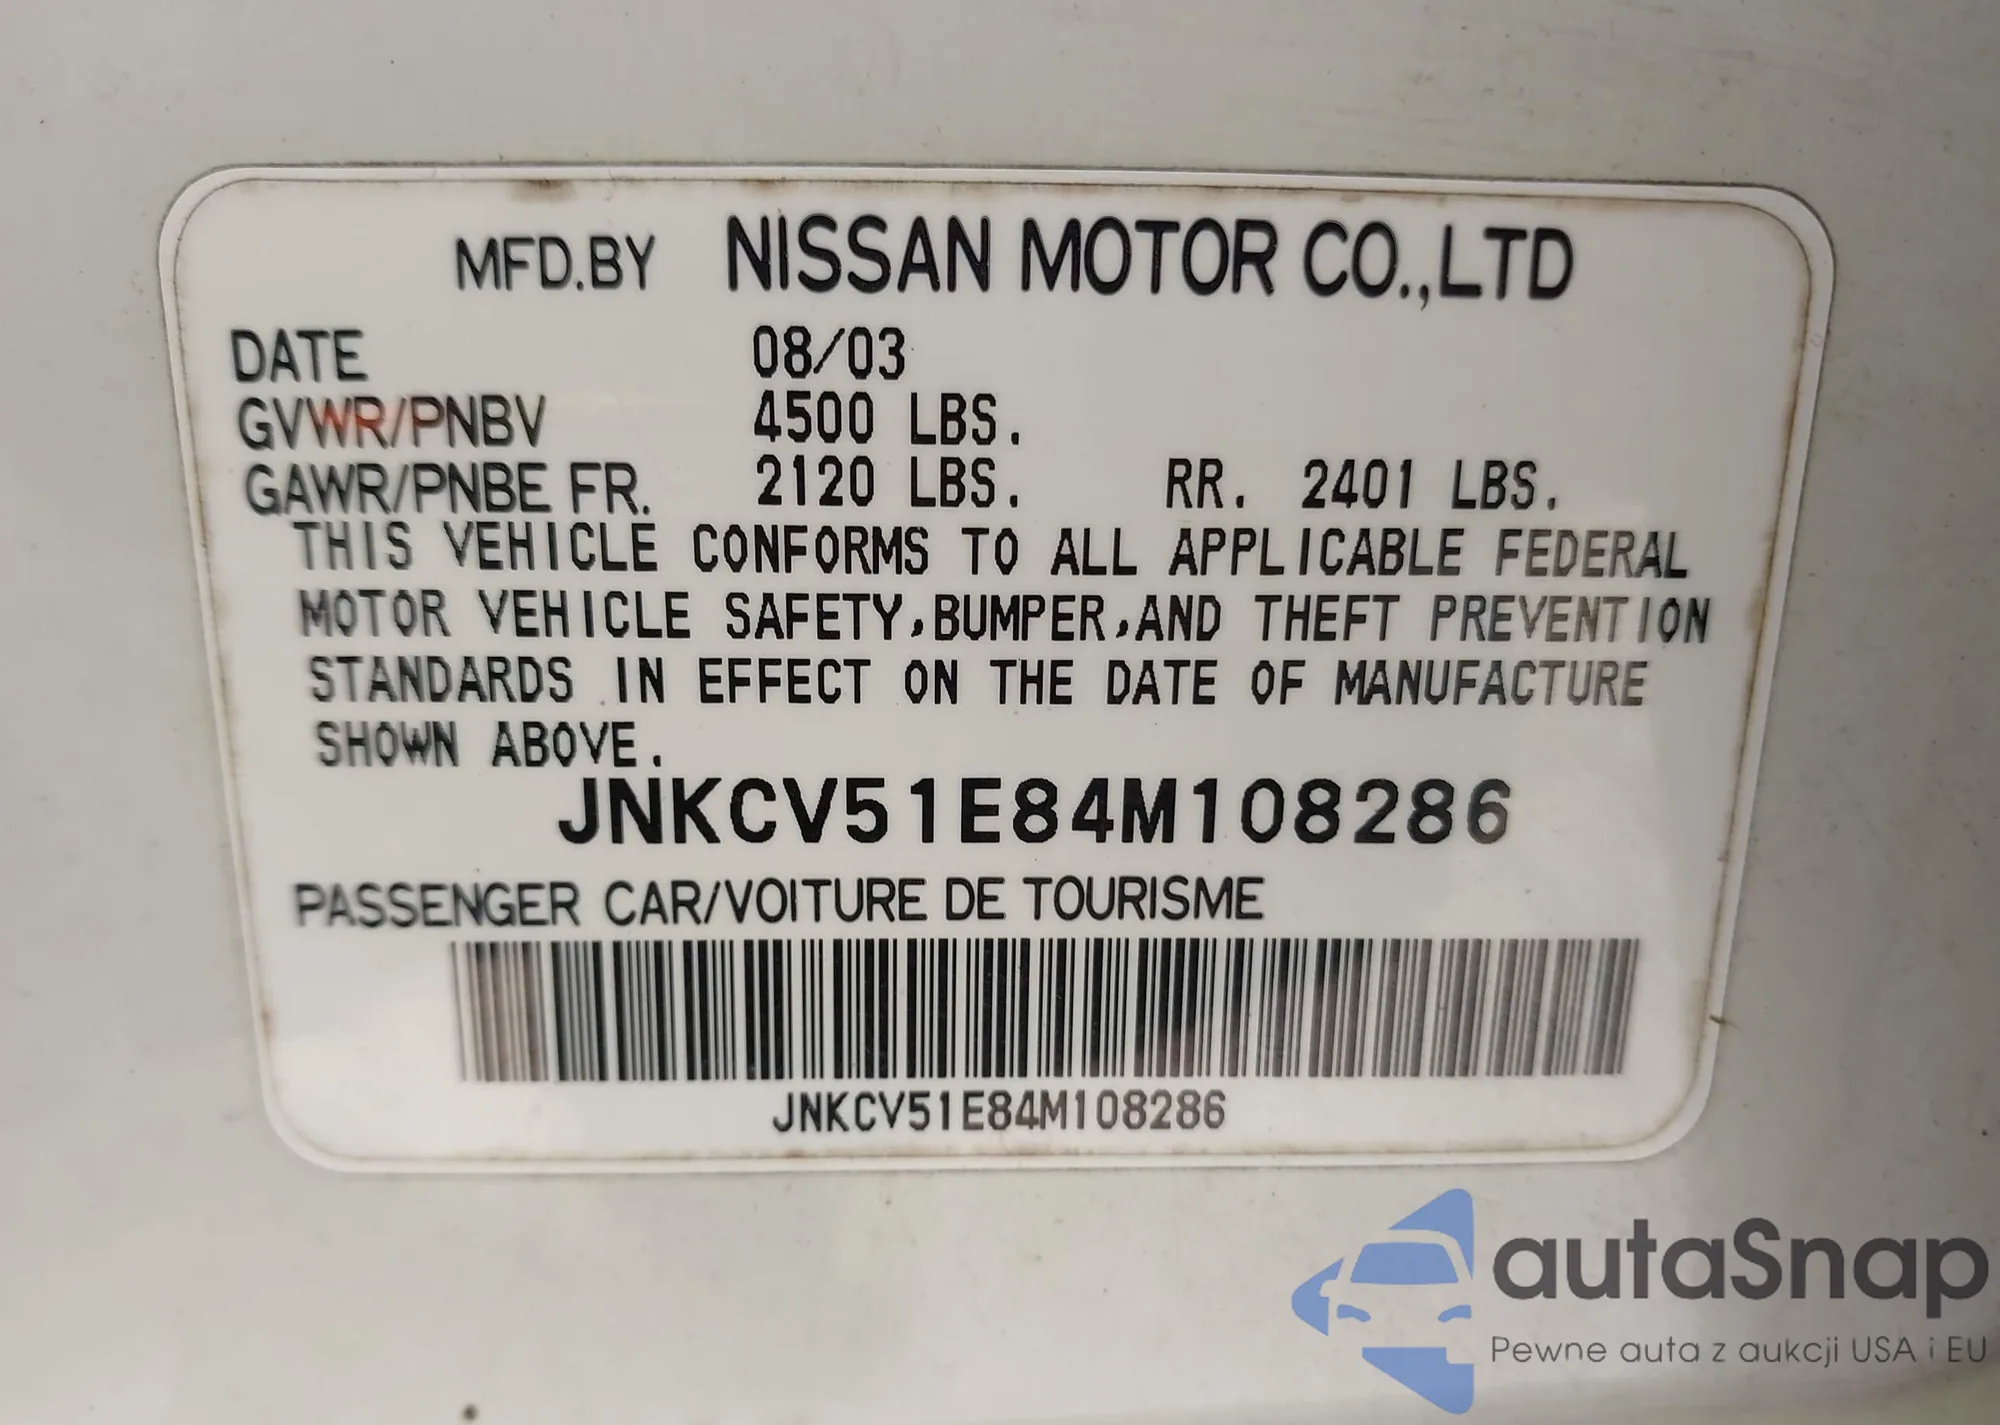 MFD.BY NISSAN MOTOR CO.,LTD
DATE 08/03
GVWR/PNBV 4500 LBS.
GAWR/PNBE FR. 2120 LBS. RR. 2401 LBS.
THIS VEHICLE CONFORMS TO ALL APPLICABLE FEDERAL
MOTOR VEHICLE SAFETY,BUMPER,AND THEFT PREVENTION
STANDARDS IN EFFECT ON THE DATE OF MANUFACTURE
SHOWN ABOVE.
JNKCV51E84M108286
PASSENGER CAR/VOITURE DE TOURISME
JNKCV51E84M108286
autaSnap
Pewne auta z aukcji USA i EU